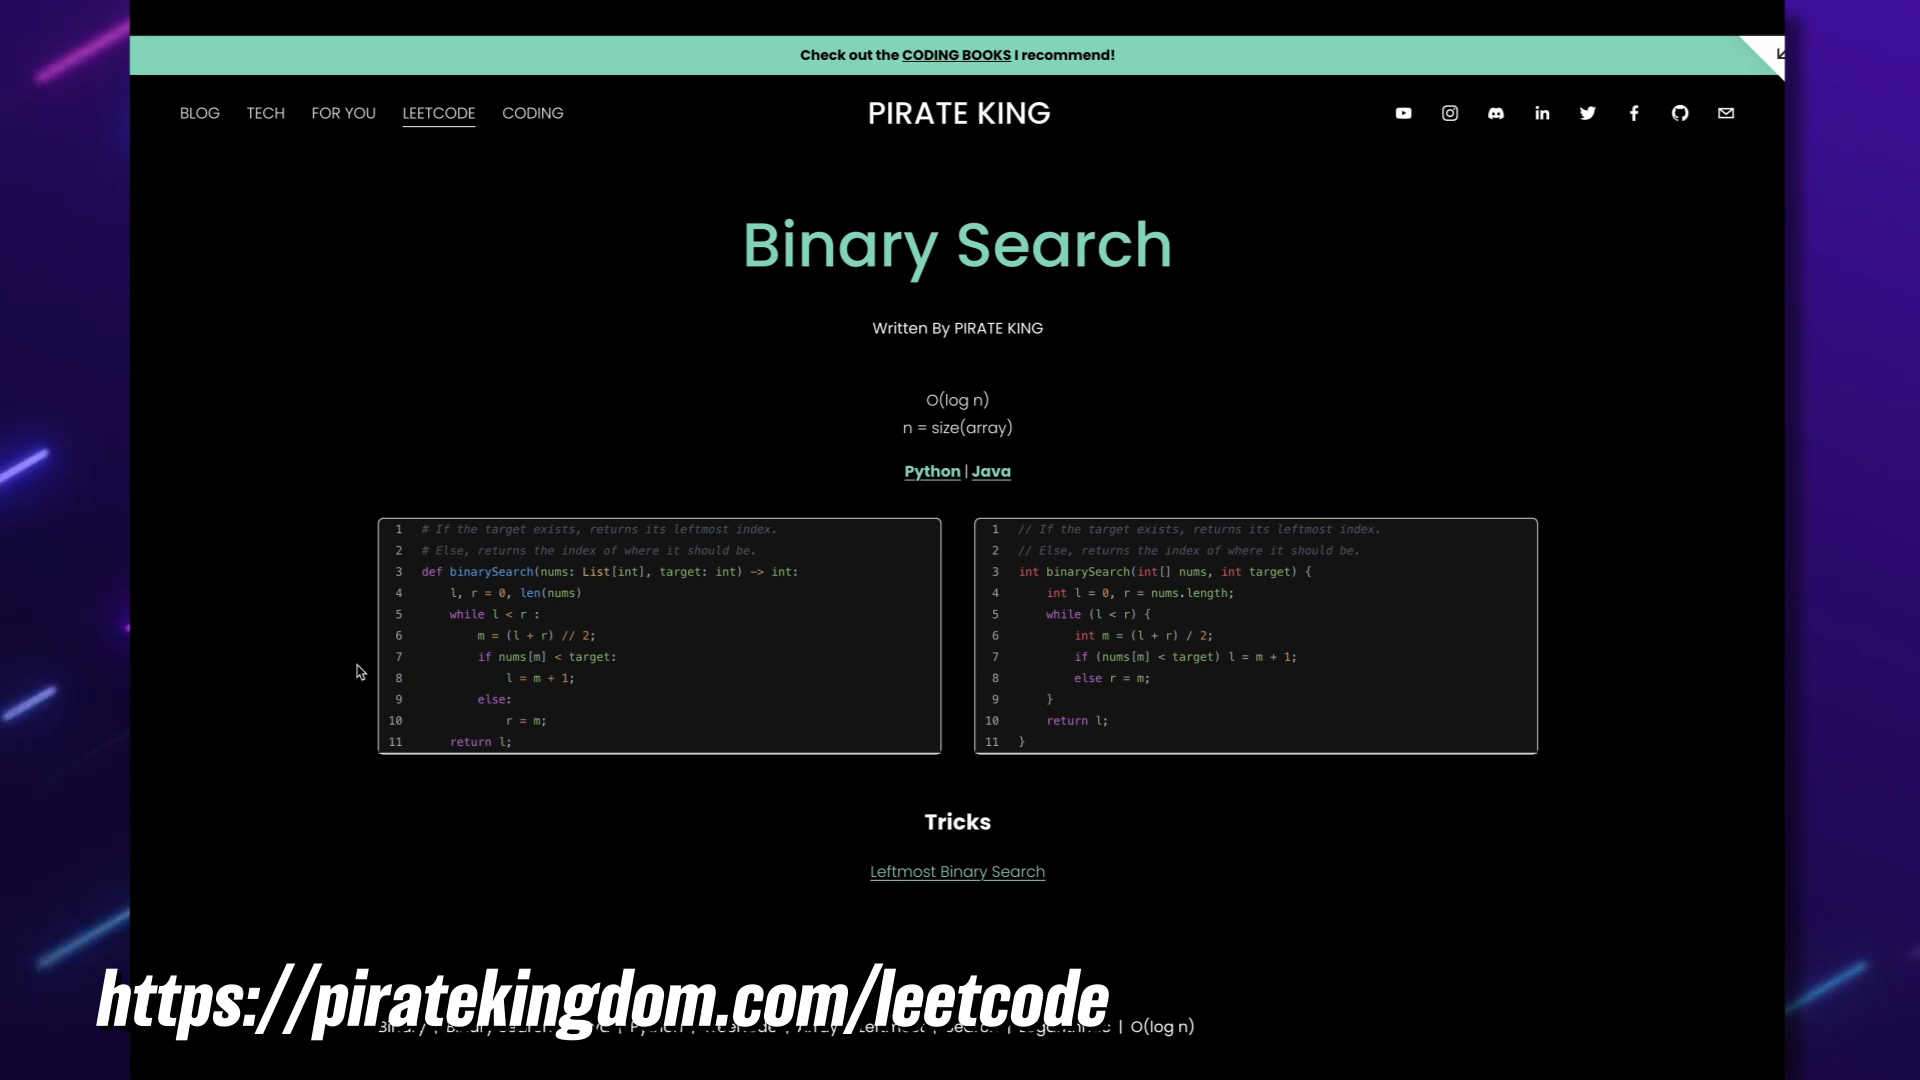 Check out the CODING BOOKS I recommend!
BLOG TECH FOR YOU LEETCODE CODING
PIRATE KING
Binary Search
Written By PIRATE KING
O(log n)
n = size(array)
Python | Java
1 # If the target exists, returns its leftmost index.
2 # Else, returns the index of where it should be.
3 def binarySearch(nums: List[int], target: int) -> int:
4 l, r = 0, len(nums)
5 while l < r :
6 m = (l + r) // 2;
7 if nums[m] < target:
8 l = m + 1;
9 else:
10 r = m;
11 return l;
1 // If the target exists, returns its leftmost index.
2 // Else, returns the index of where it should be.
3 int binarySearch(int[] nums, int target) {
4 int l = 0, r = nums.length;
5 while (l < r) {
6 int m = (l + r) / 2;
7 if (nums[m] < target) l = m + 1;
8 else r = m;
9 }
10 return l;
11 }
Tricks
Leftmost Binary Search
https://piratekingdom.com/leetcode
| O(log n)